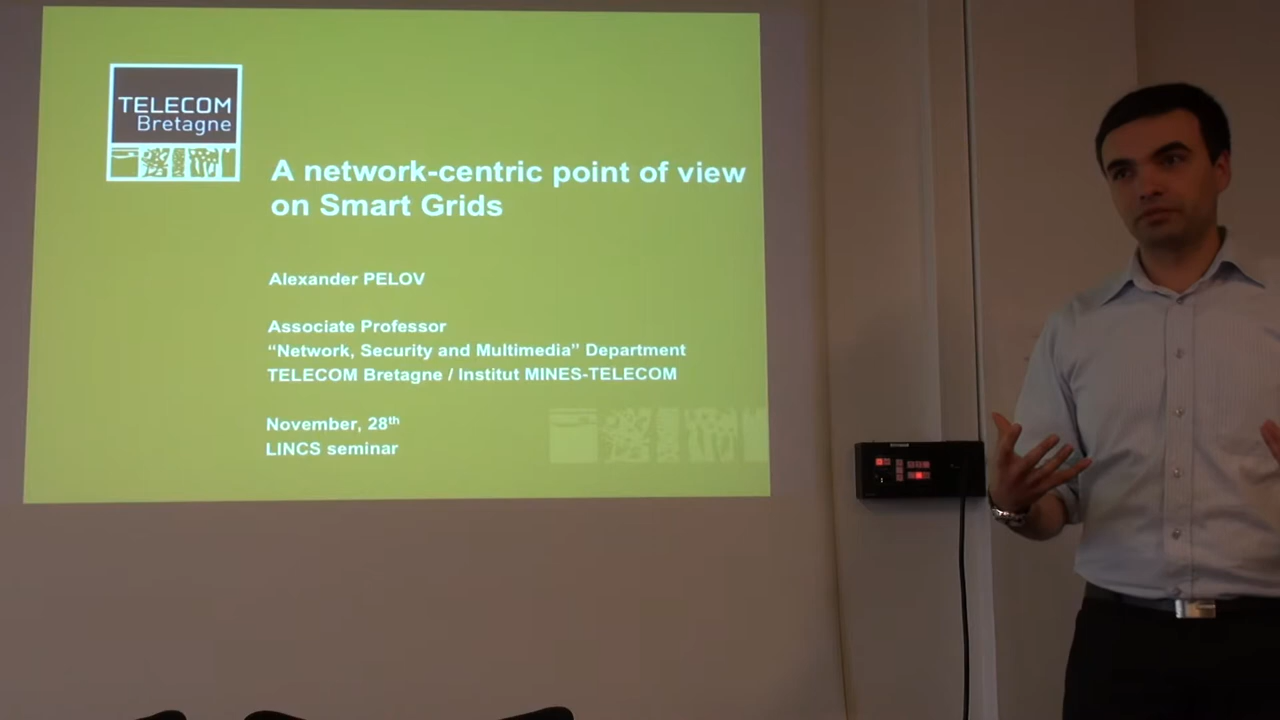 TELECOM
Bretagne
A network-centric point of view
on Smart Grids
Alexander PELOV
Associate Professor
“Network, Security and Multimedia” Department
TELECOM Bretagne / Institut MINES-TELECOM
November, 28th
LINCS seminar